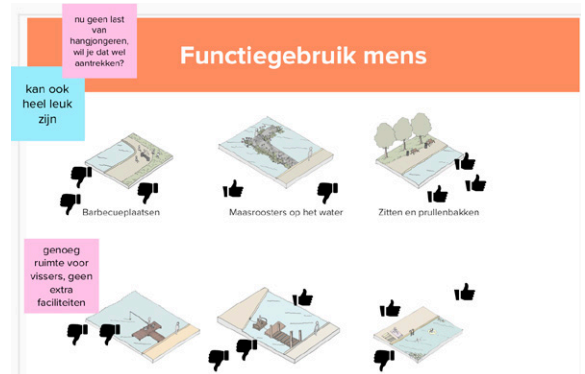 nu geen last
van
hangjongeren,
wil je dat wel
aantrekken?
Functiegebruik mens
kan ook
heel leuk
zijn
Barbecueplaatsen
Maasroosters op het water
Zitten en prullenbakken
genoeg
ruimte voor
vissers, geen
extra
faciliteiten